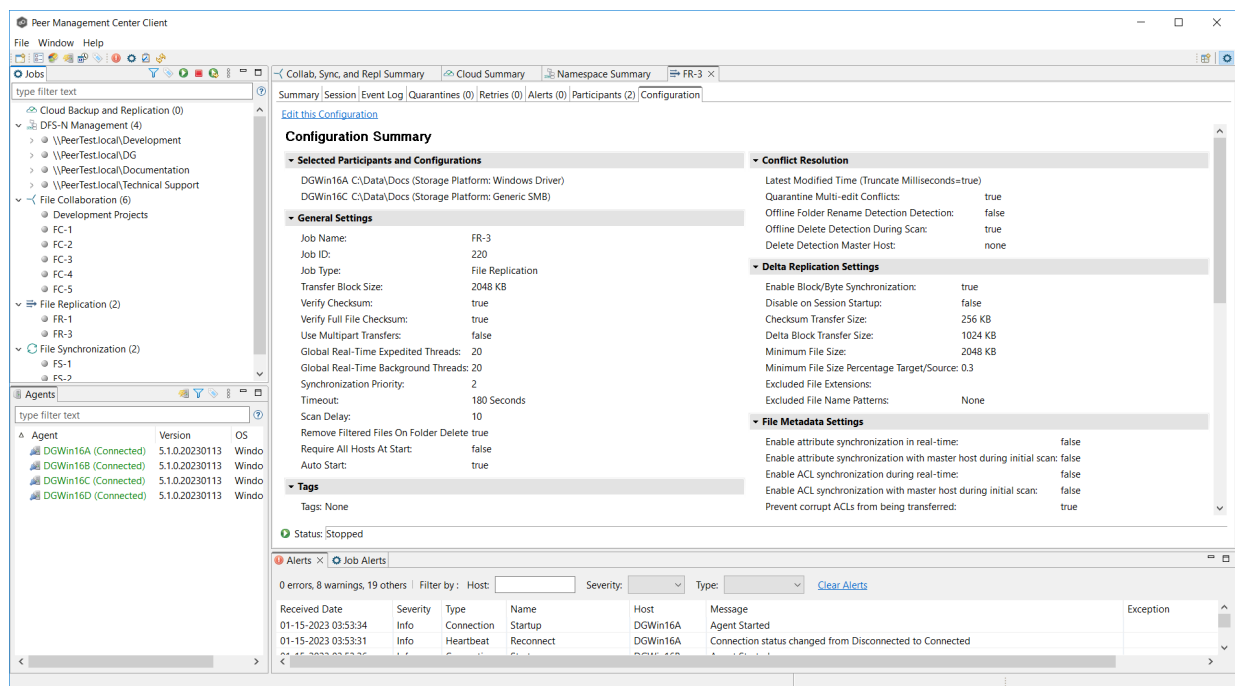 Peer Management Center Client
File Window Help
Jobs
type filter text
Cloud Backup and Replication (0)
DFS-N Management (4)
\\PeerTest.local\Development
\\PeerTest.local\DG
\\PeerTest.local\Documentation
\\PeerTest.local\Technical Support
File Collaboration (6)
Development Projects
FC-1
FC-2
FC-3
FC-4
FC-5
File Replication (2)
FR-1
FR-3
File Synchronization (2)
FS-1
FS-2
Agents
type filter text
Agent Version OS
DGWin16A (Connected) 5.1.0.20230113 Windo
DGWin16B (Connected) 5.1.0.20230113 Windo
DGWin16C (Connected) 5.1.0.20230113 Windo
DGWin16D (Connected) 5.1.0.20230113 Windo
Collab, Sync, and Repl Summary Cloud Summary Namespace Summary FR-3
Summary Session Event Log Quarantines (0) Retries (0) Alerts (0) Participants (2) Configuration
Edit this Configuration
Configuration Summary
Selected Participants and Configurations
DGWin16A C:\Data\Docs (Storage Platform: Windows Driver)
DGWin16C C:\Data\Docs (Storage Platform: Generic SMB)
General Settings
Job Name: FR-3
Job ID: 220
Job Type: File Replication
Transfer Block Size: 2048 KB
Verify Checksum: true
Verify Full File Checksum: true
Use Multipart Transfers: false
Global Real-Time Expedited Threads: 20
Global Real-Time Background Threads: 20
Synchronization Priority: 2
Timeout: 180 Seconds
Scan Delay: 10
Remove Filtered Files On Folder Delete true
Require All Hosts At Start: false
Auto Start: true
Tags
Tags: None
Conflict Resolution
Latest Modified Time (Truncate Milliseconds=true)
Quarantine Multi-edit Conflicts: true
Offline Folder Rename Detection Detection: false
Offline Delete Detection During Scan: true
Delete Detection Master Host: none
Delta Replication Settings
Enable Block/Byte Synchronization: true
Disable on Session Startup: false
Checksum Transfer Size: 256 KB
Delta Block Transfer Size: 1024 KB
Minimum File Size: 2048 KB
Minimum File Size Percentage Target/Source: 0.3
Excluded File Extensions:
Excluded File Name Patterns: None
File Metadata Settings
Enable attribute synchronization in real-time: false
Enable attribute synchronization with master host during initial scan: false
Enable ACL synchronization during real-time: false
Enable ACL synchronization with master host during initial scan: false
Prevent corrupt ACLs from being transferred: true
Status: Stopped
Alerts Job Alerts
0 errors, 8 warnings, 19 others Filter by : Host: Severity: Type: Clear Alerts
Received Date Severity Type Name Host Message Exception
01-15-2023 03:53:34 Info Connection Startup DGWin16A Agent Started
01-15-2023 03:53:31 Info Heartbeat Reconnect DGWin16A Connection status changed from Disconnected to Connected